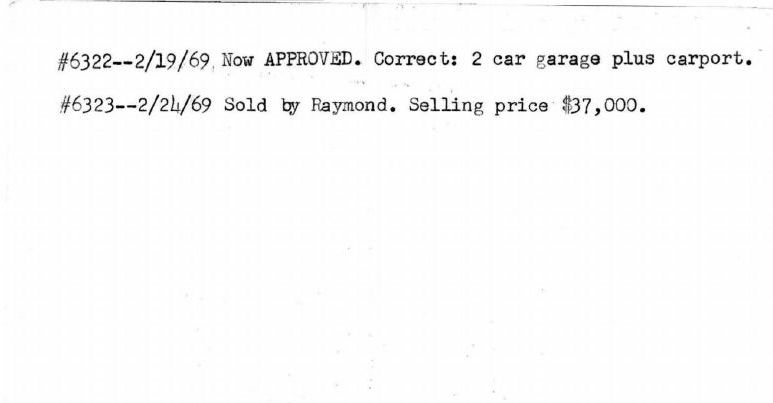 #6322--2/19/69 Now APPROVED. Correct: 2 car garage plus carport.
#6323--2/24/69 Sold by Raymond. Selling price $37,000.